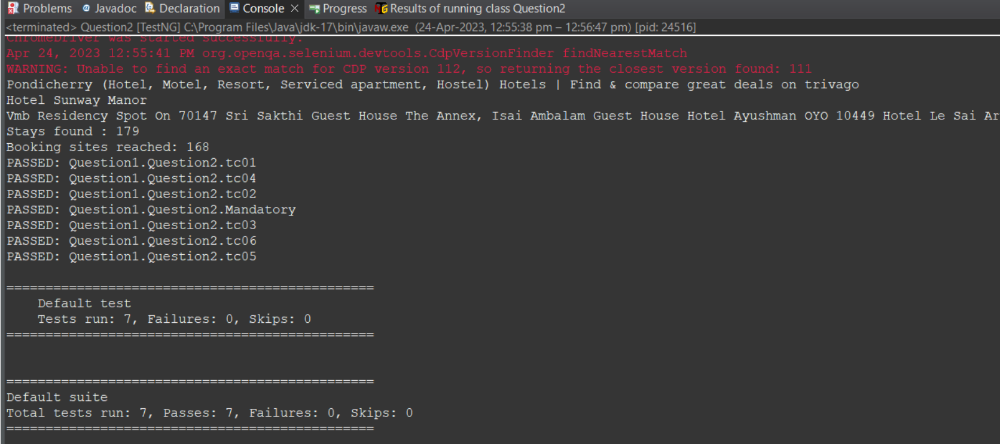 Problems Javadoc Declaration Console Progress Results of running class Question2
<terminated> Question2 [TestNG] C:\Program Files\Java\jdk-17\bin\javaw.exe (24-Apr-2023, 12:55:38 pm – 12:56:47 pm) [pid: 24516]
ChromeDriver was started successfully.
Apr 24, 2023 12:55:41 PM org.openqa.selenium.devtools.CdpVersionFinder findNearestMatch
WARNING: Unable to find an exact match for CDP version 112, so returning the closest version found: 111
Pondicherry (Hotel, Motel, Resort, Serviced apartment, Hostel) Hotels | Find & compare great deals on trivago
Hotel Sunway Manor
Vmb Residency Spot On 70147 Sri Sakthi Guest House The Annex, Isai Ambalam Guest House Hotel Ayushman OYO 10449 Hotel Le Sai Ar
Stays found : 179
Booking sites reached: 168
PASSED: Question1.Question2.tc01
PASSED: Question1.Question2.tc04
PASSED: Question1.Question2.tc02
PASSED: Question1.Question2.Mandatory
PASSED: Question1.Question2.tc03
PASSED: Question1.Question2.tc06
PASSED: Question1.Question2.tc05
===============================================
Default test
Tests run: 7, Failures: 0, Skips: 0
===============================================
===============================================
Default suite
Total tests run: 7, Passes: 7, Failures: 0, Skips: 0
===============================================